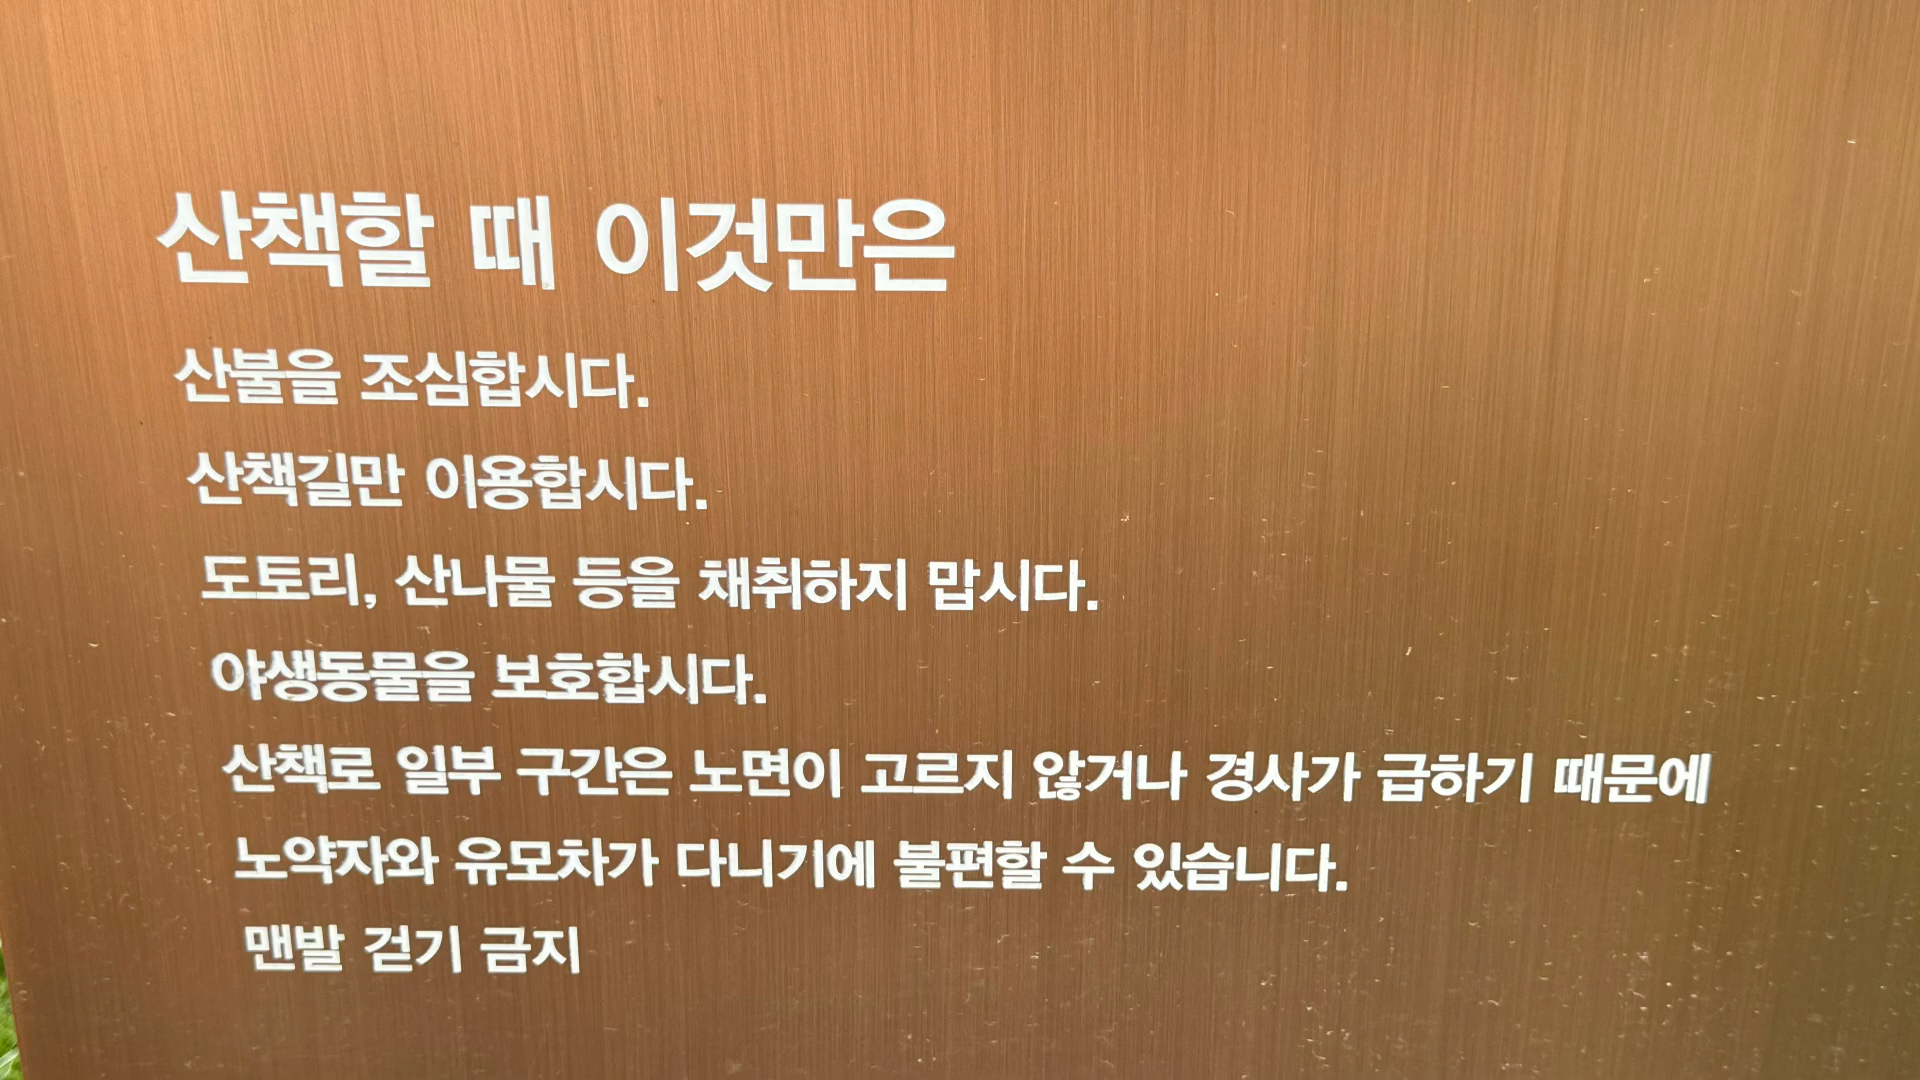 산책할 때 이것만은
산불을 조심합시다.
산책길만 이용합시다.
도토리, 산나물 등을 채취하지 맙시다.
야생동물을 보호합시다.
산책로 일부 구간은 노면이 고르지 않거나 경사가 급하기 때문에
노약자와 유모차가 다니기에 불편할 수 있습니다.
맨발 걷기 금지